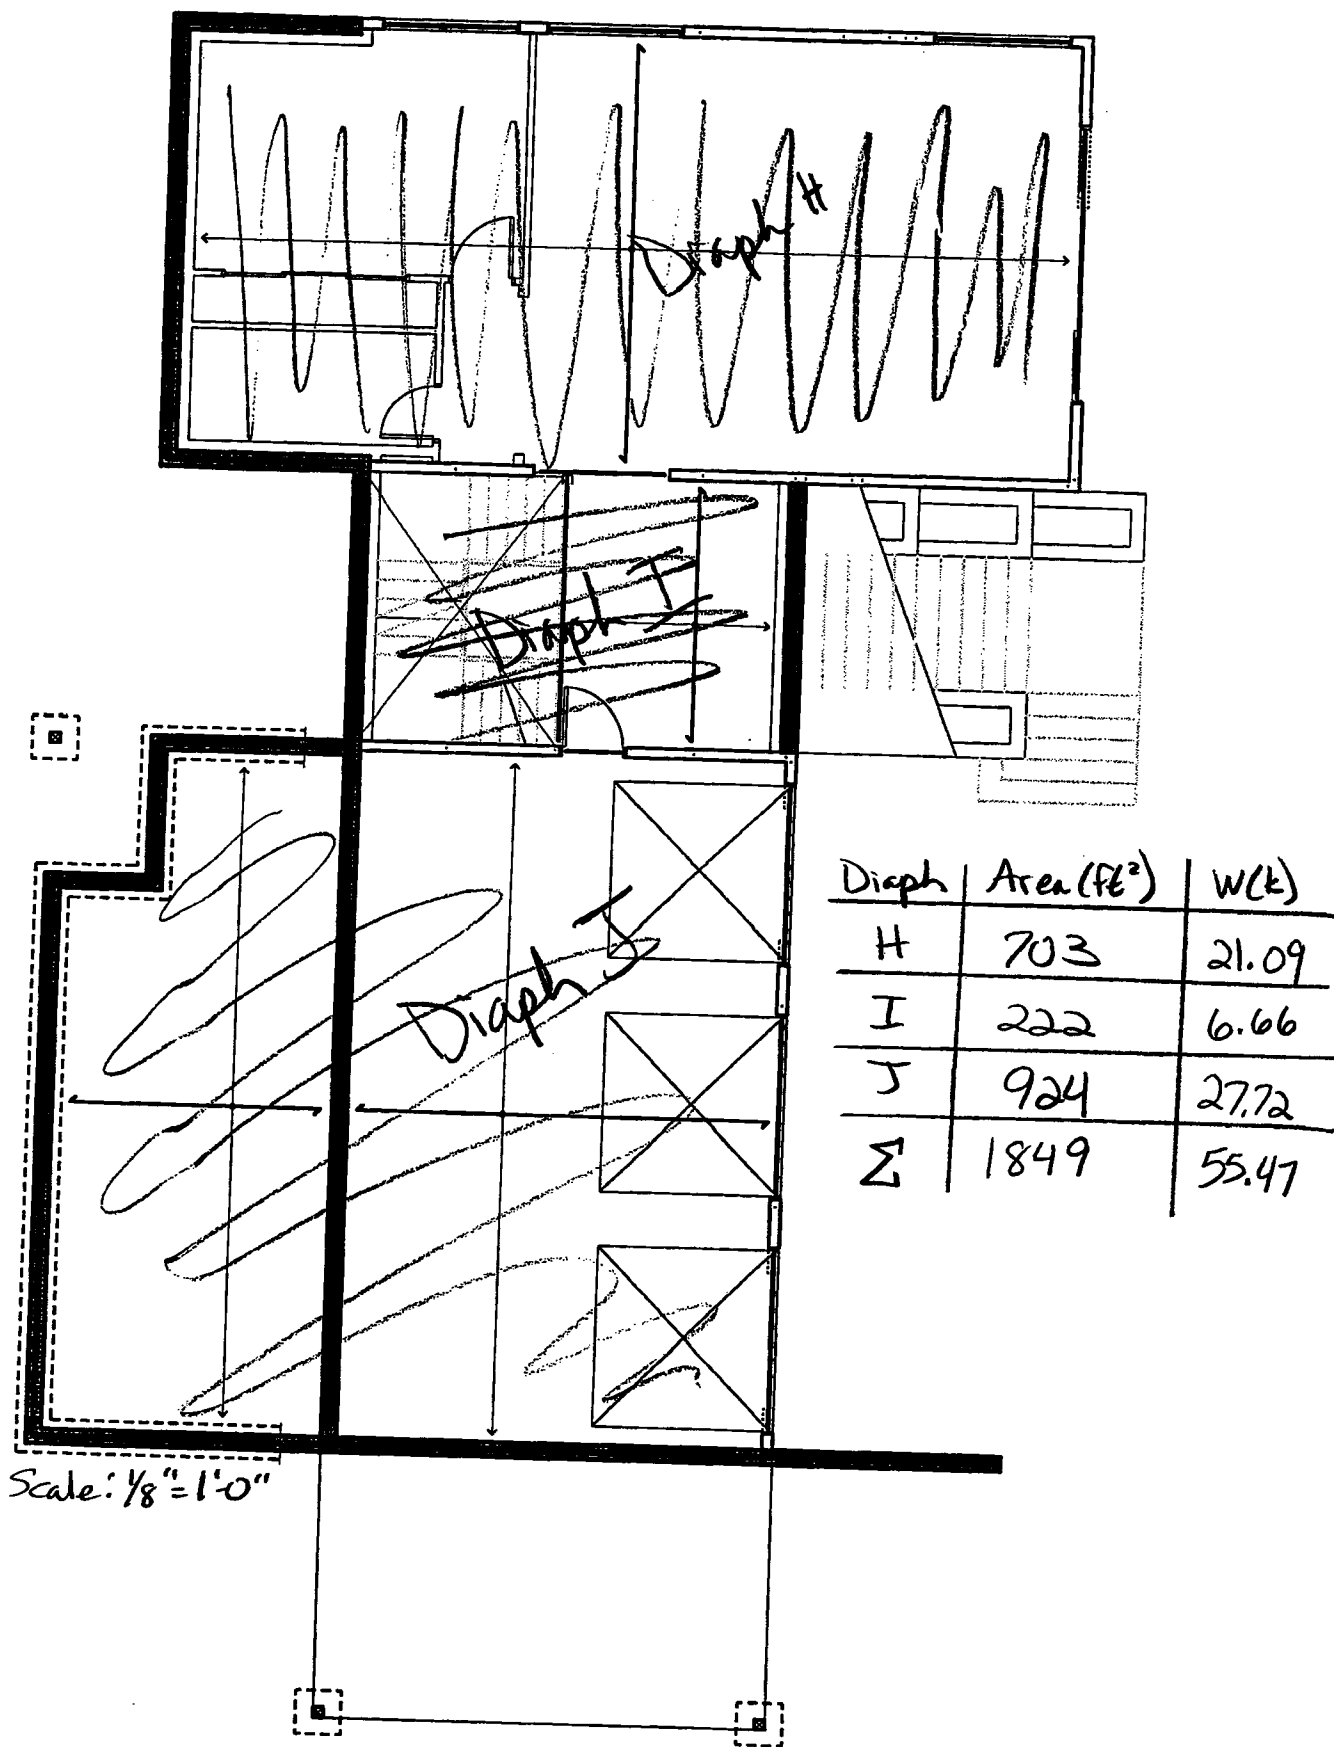 Diaph H
Diaph I
Diaph J
Diaph | Area (ft²) | W(k)
H | 703 | 21.09
I | 222 | 6.66
J | 924 | 27.72
Σ | 1849 | 55.47
Scale: 1/8"=1'-0"